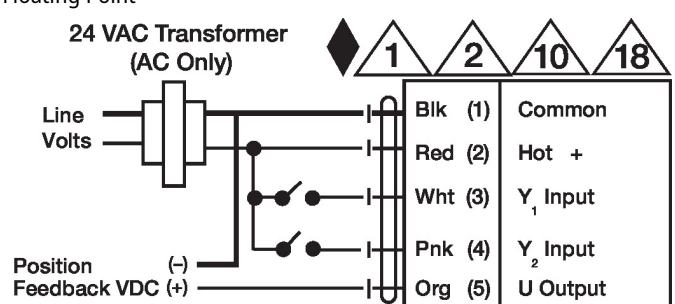 Floating Point
24 VAC Transformer
(AC Only)
1 2 10 18
Line
Volts
Blk (1) Common
Red (2) Hot +
Wht (3) Y1 Input
Pnk (4) Y2 Input
Position (-)
Feedback VDC (+)
Org (5) U Output